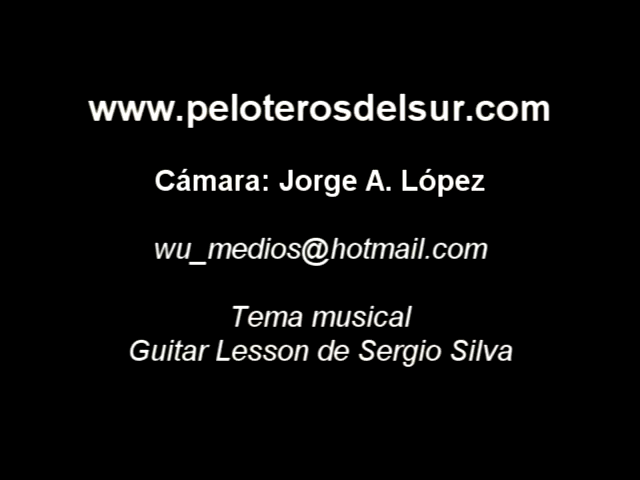 www.peloterosdelsur.com
Cámara: Jorge A. López
wu_medios@hotmail.com
Tema musical
Guitar Lesson de Sergio Silva